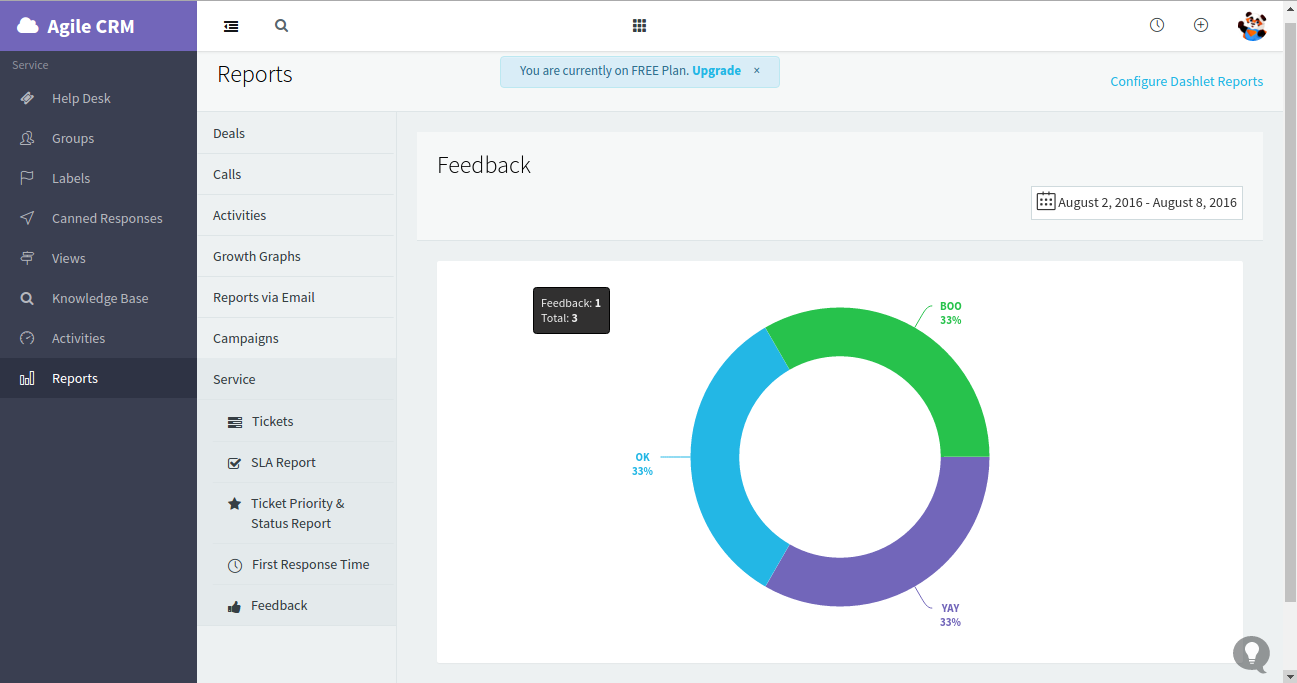 Agile CRM
Service
Help Desk
Groups
Labels
Canned Responses
Views
Knowledge Base
Activities
Reports
Reports
You are currently on FREE Plan. Upgrade ×
Configure Dashlet Reports
Deals
Calls
Activities
Growth Graphs
Reports via Email
Campaigns
Service
Tickets
SLA Report
Ticket Priority &
Status Report
First Response Time
Feedback
Feedback
August 2, 2016 - August 8, 2016
Feedback: 1
Total: 3
BOO
33%
OK
33%
YAY
33%